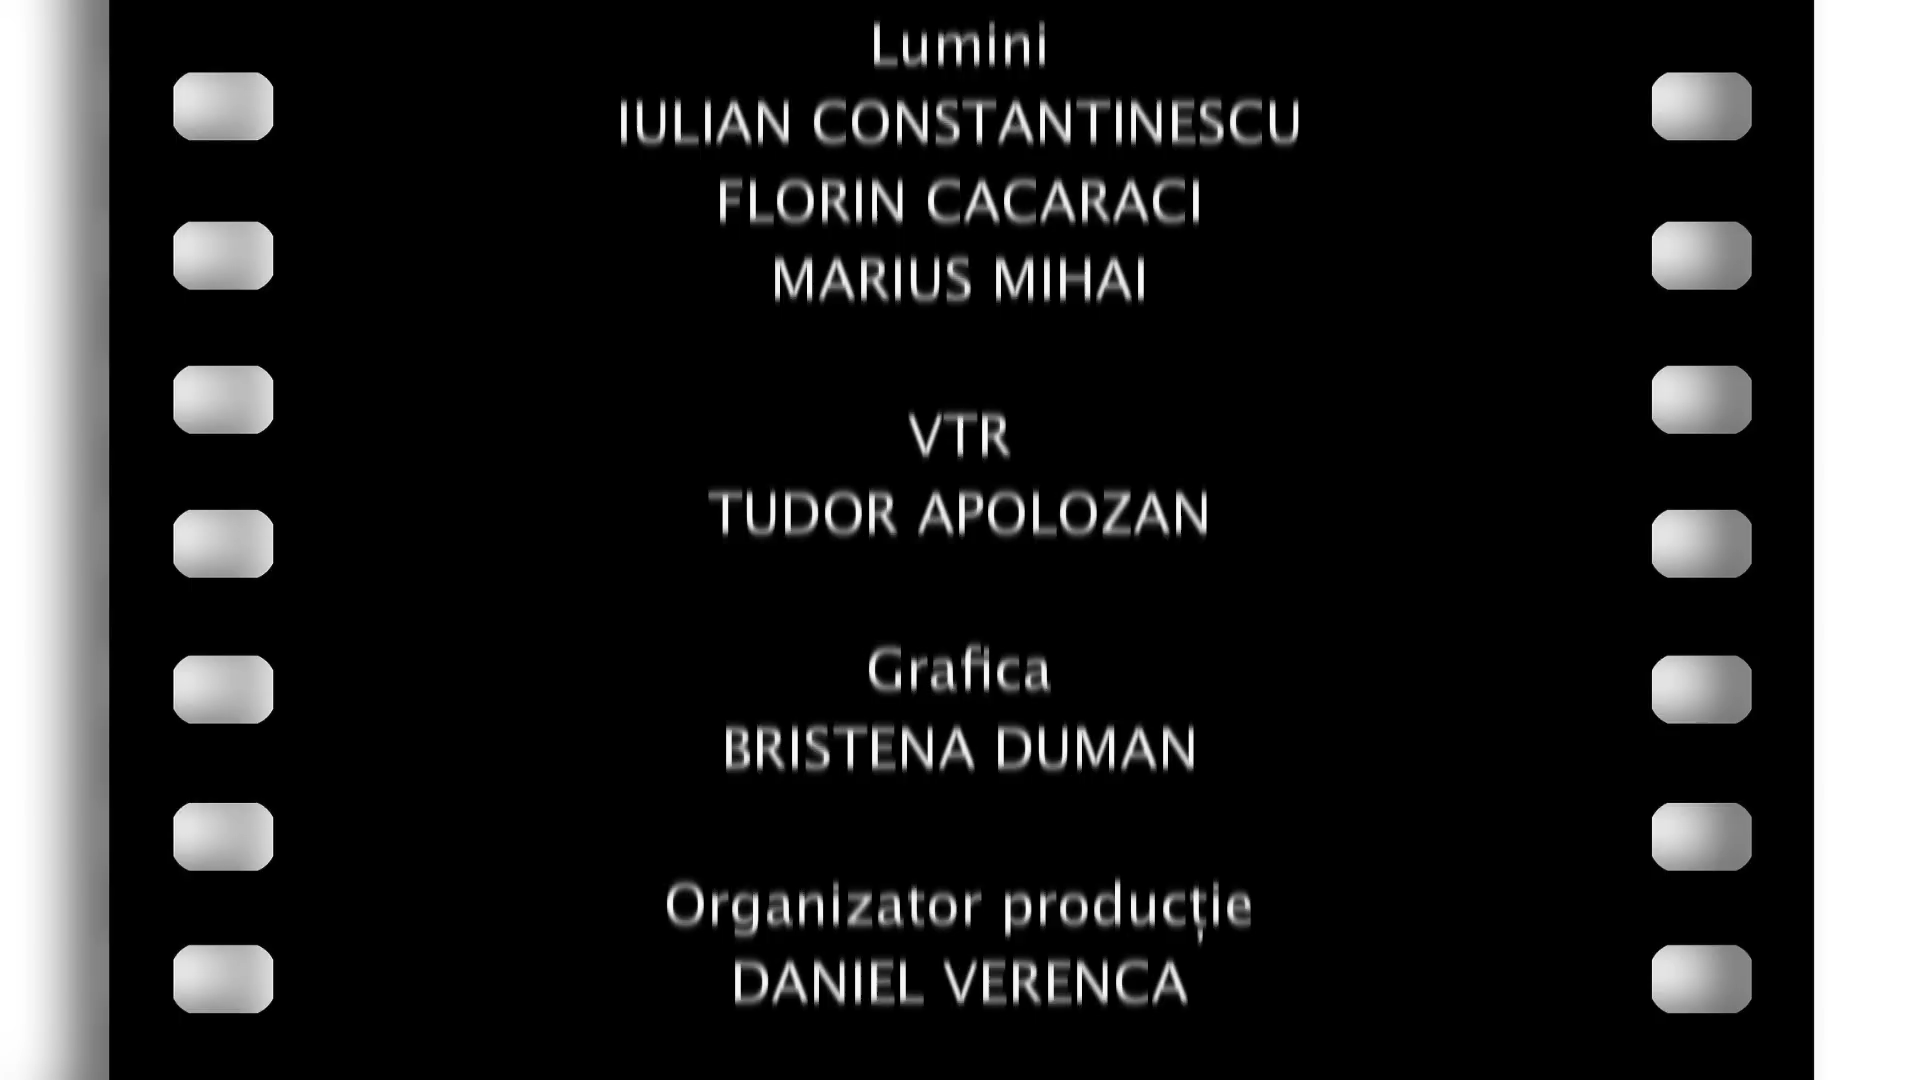 Lumini
IULIAN CONSTANTINESCU
FLORIN CACARACI
MARIUS MIHAI
VTR
TUDOR APOLOZAN
Grafica
BRISTENA DUMAN
Organizator producție
DANIEL VERENCA